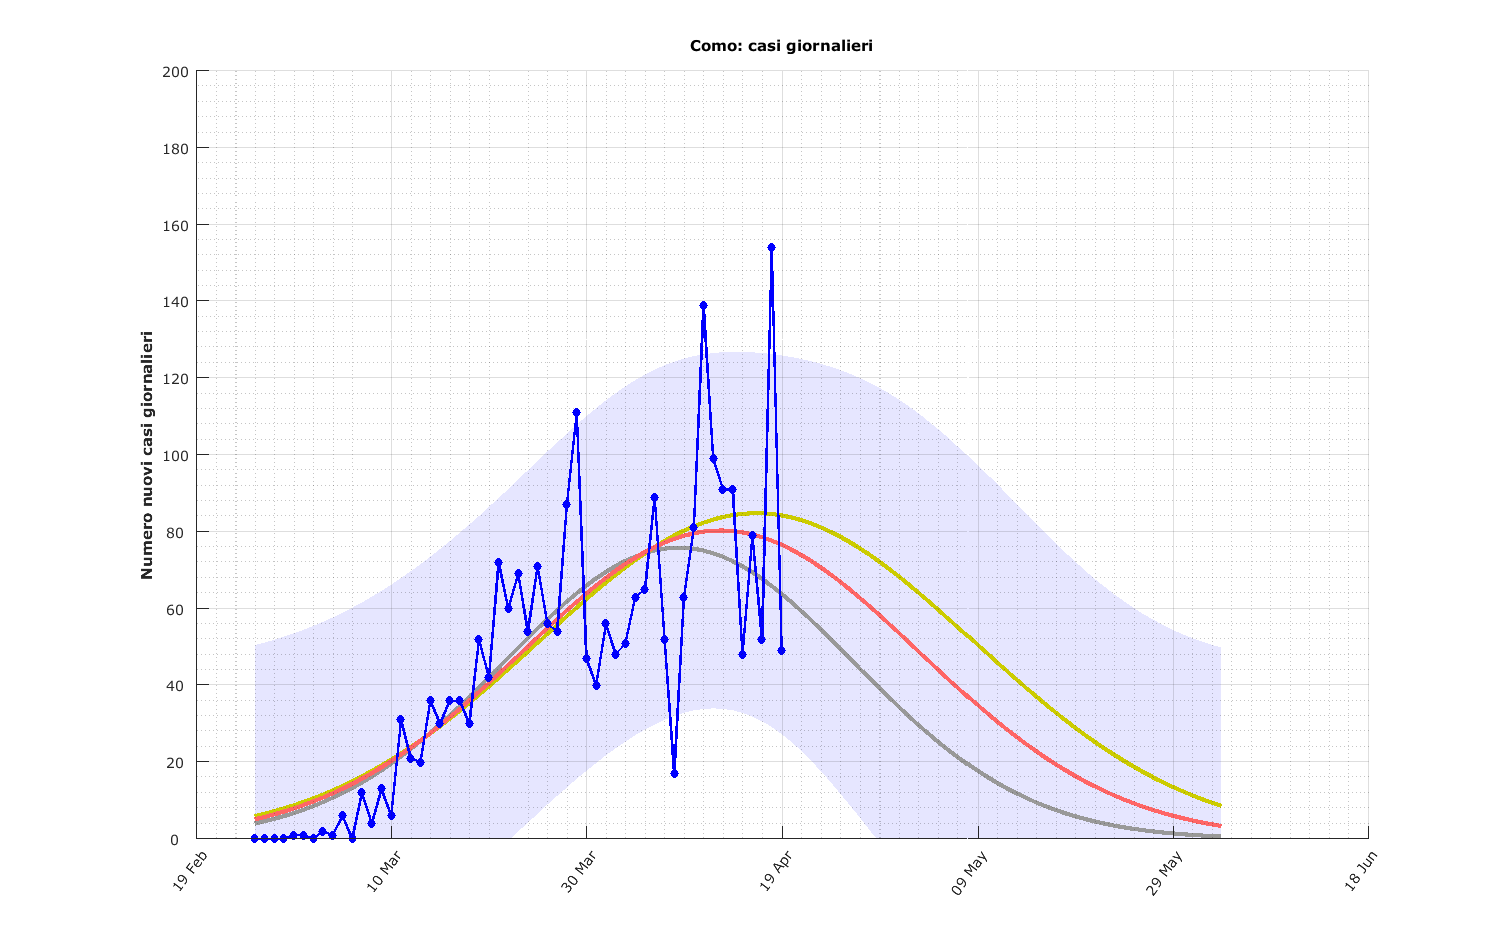 Como: casi giornalieri
Numero nuovi casi giornalieri
200
180
160
140
120
100
80
60
40
20
0
19 Feb
10 Mar
30 Mar
19 Apr
09 May
29 May
18 Jun